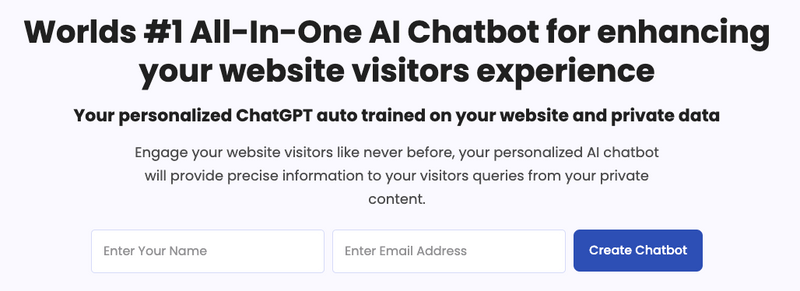 Worlds #1 All-In-One AI Chatbot for enhancing
your website visitors experience
Your personalized ChatGPT auto trained on your website and private data
Engage your website visitors like never before, your personalized AI chatbot
will provide precise information to your visitors queries from your private
content.
Enter Your Name
Enter Email Address
Create Chatbot